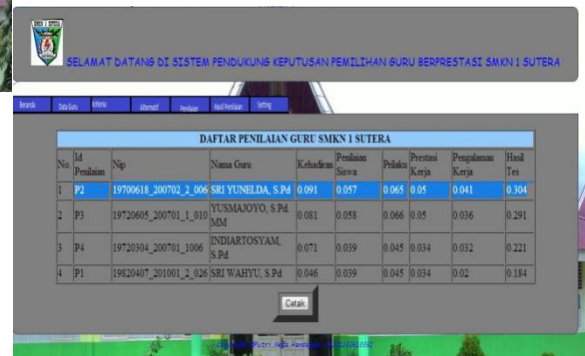 SELAMAT DATANG DI SISTEM PENDUKUNG KEPUTUSAN PEMILIHAN GURU BERPRESTASI SMKN 1 SUTERA
Beranda Data Guru Kriteria Alternatif Penilaian Hasil Penilaian Setting
DAFTAR PENILAIAN GURU SMKN 1 SUTERA
No Id Penilaian Nip Nama Guru Kehadiran Penilaian Siswa Prilaku Prestasi Kerja Pengalaman Kerja Hasil Tes
1 P2 19700618_200702_2_006 SRI YUNELDA, S.Pd 0.091 0.057 0.065 0.05 0.041 0.304
2 P3 19720605_200701_1_010 YUSMAJOYO, S.Pd. MM 0.081 0.058 0.066 0.05 0.036 0.291
3 P4 19720304_200701_1006 INDIARTOSYAM, S.Pd 0.071 0.039 0.045 0.034 0.032 0.221
4 P1 19820407_201001_2_026 SRI WAHYU, S.Pd 0.046 0.039 0.045 0.034 0.02 0.184
Cetak